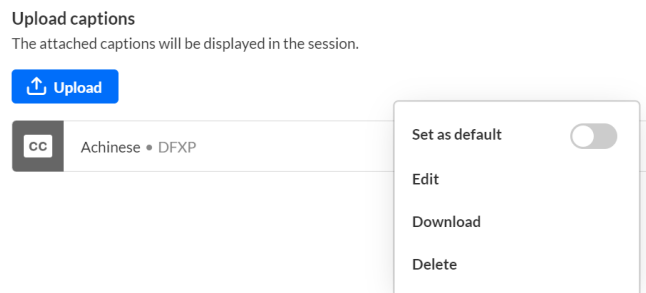 Upload captions
The attached captions will be displayed in the session.
Upload
CC Achinese • DFXP
Set as default
Edit
Download
Delete